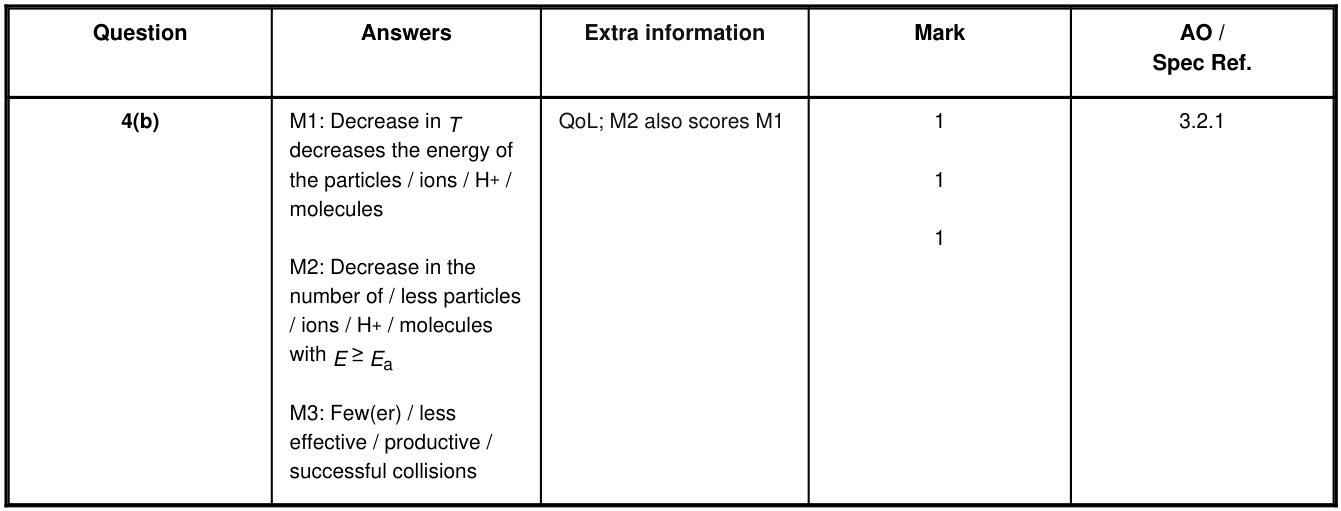 Question Answers Extra information Mark AO /
Spec Ref.
4(b) M1: Decrease in T QoL; M2 also scores M1 1 3.2.1
decreases the energy of
the particles / ions / H+ / 1
molecules
1
M2: Decrease in the
number of / less particles
/ ions / H+ / molecules
with E ≥ Ea
M3: Few(er) / less
effective / productive /
successful collisions